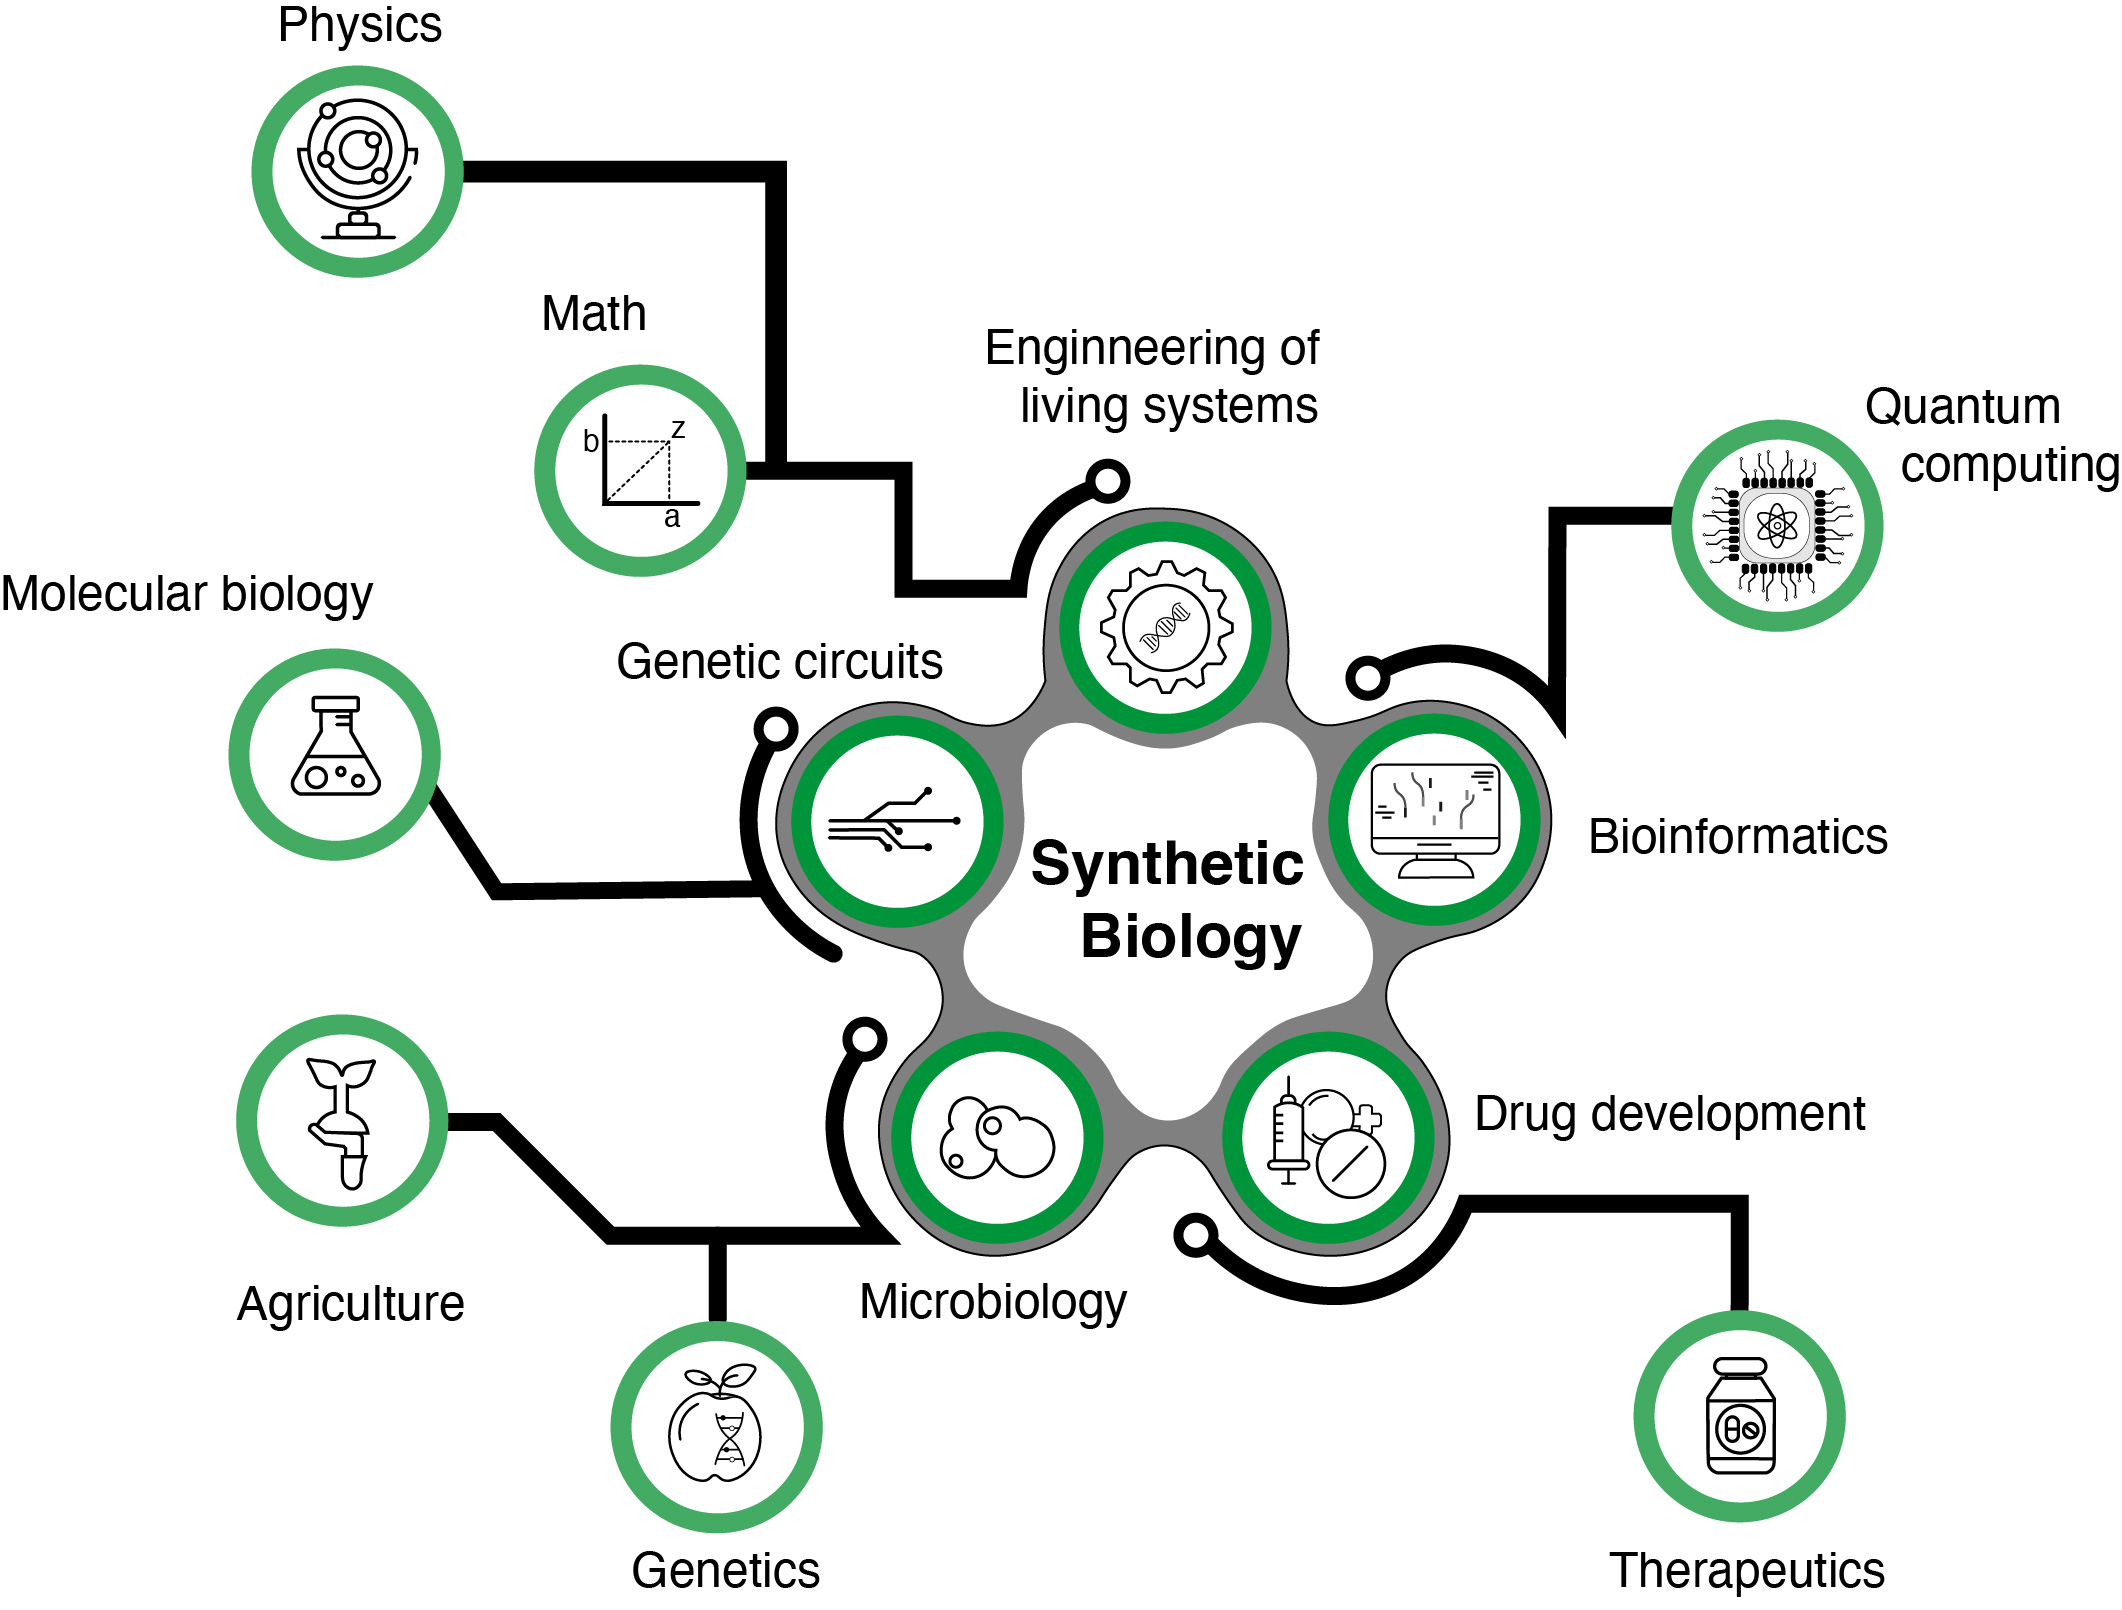 Physics
Math
b
z
a
Enginneering of
living systems
Quantum
computing
Molecular biology
Genetic circuits
Synthetic
Biology
Bioinformatics
Drug development
Agriculture
Microbiology
Genetics
Therapeutics